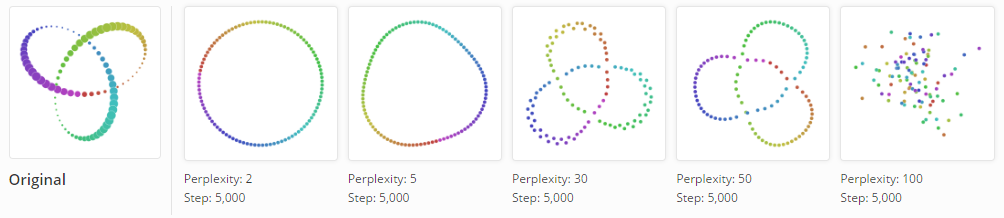 Original
Perplexity: 2
Step: 5,000
Perplexity: 5
Step: 5,000
Perplexity: 30
Step: 5,000
Perplexity: 50
Step: 5,000
Perplexity: 100
Step: 5,000